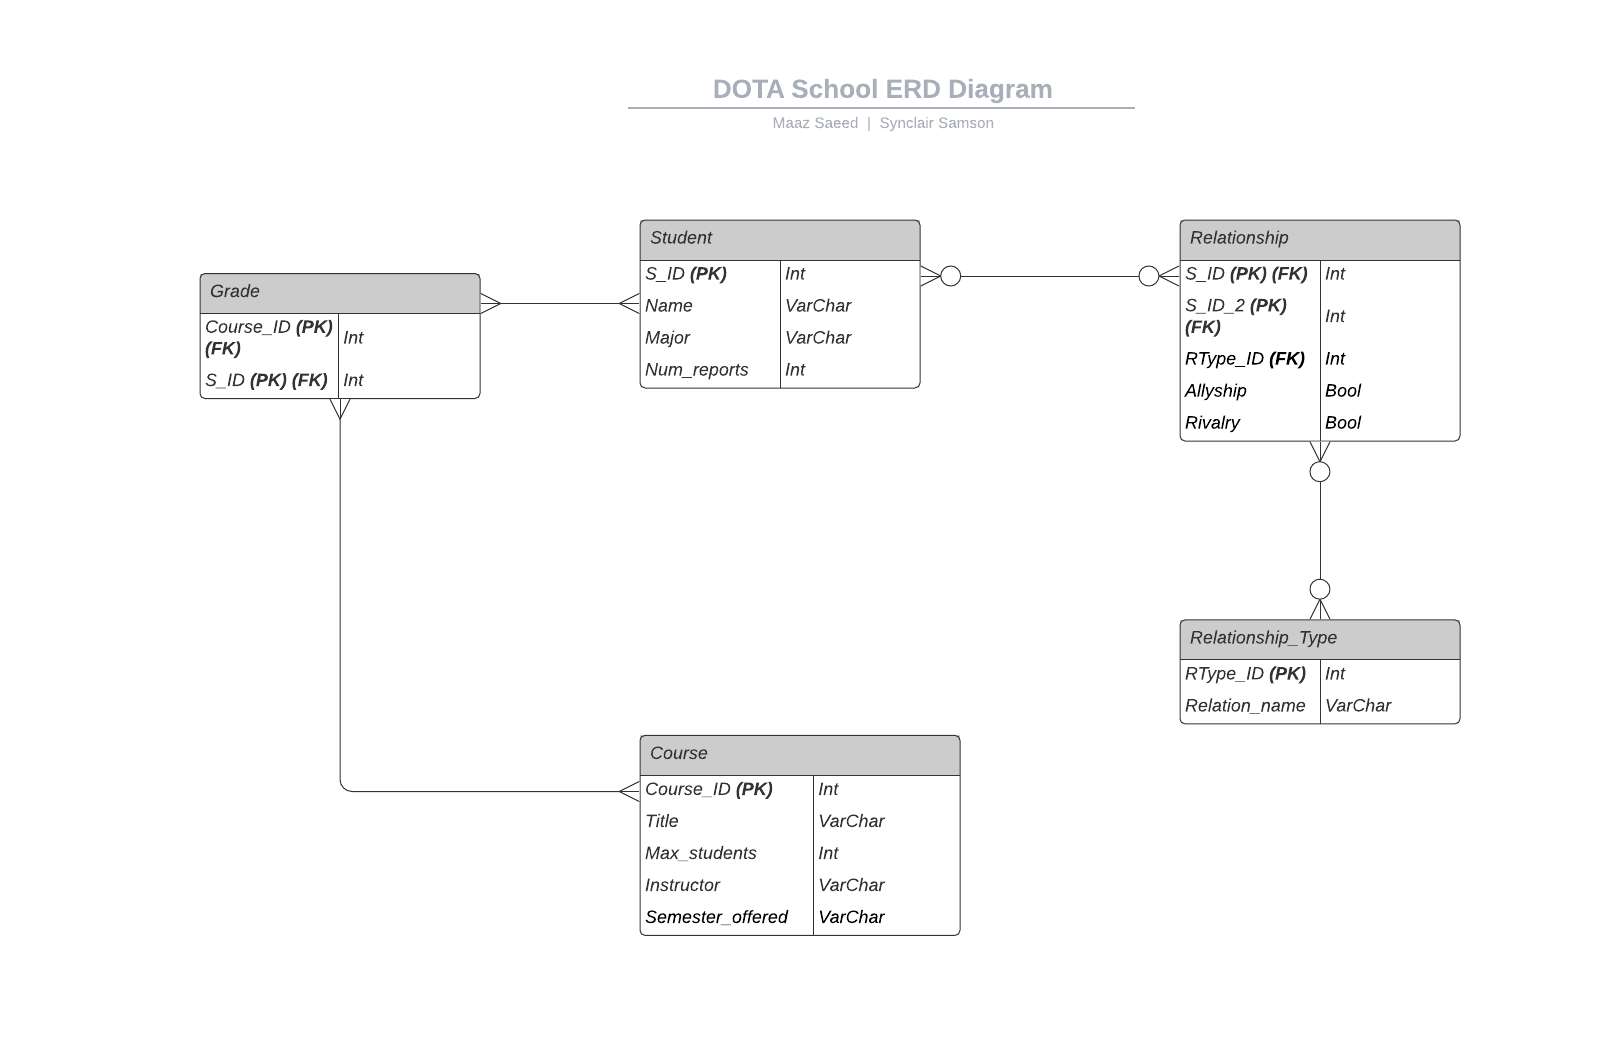 DOTA School ERD Diagram
Maaz Saeed | Synclair Samson
Grade
Course_ID (PK)
(FK)
Int
S_ID (PK) (FK) Int
Student
S_ID (PK) Int
Name VarChar
Major VarChar
Num_reports Int
Relationship
S_ID (PK) (FK) Int
S_ID_2 (PK)
(FK)
Int
RType_ID (FK) Int
Allyship Bool
Rivalry Bool
Relationship_Type
RType_ID (PK) Int
Relation_name VarChar
Course
Course_ID (PK) Int
Title VarChar
Max_students Int
Instructor VarChar
Semester_offered VarChar